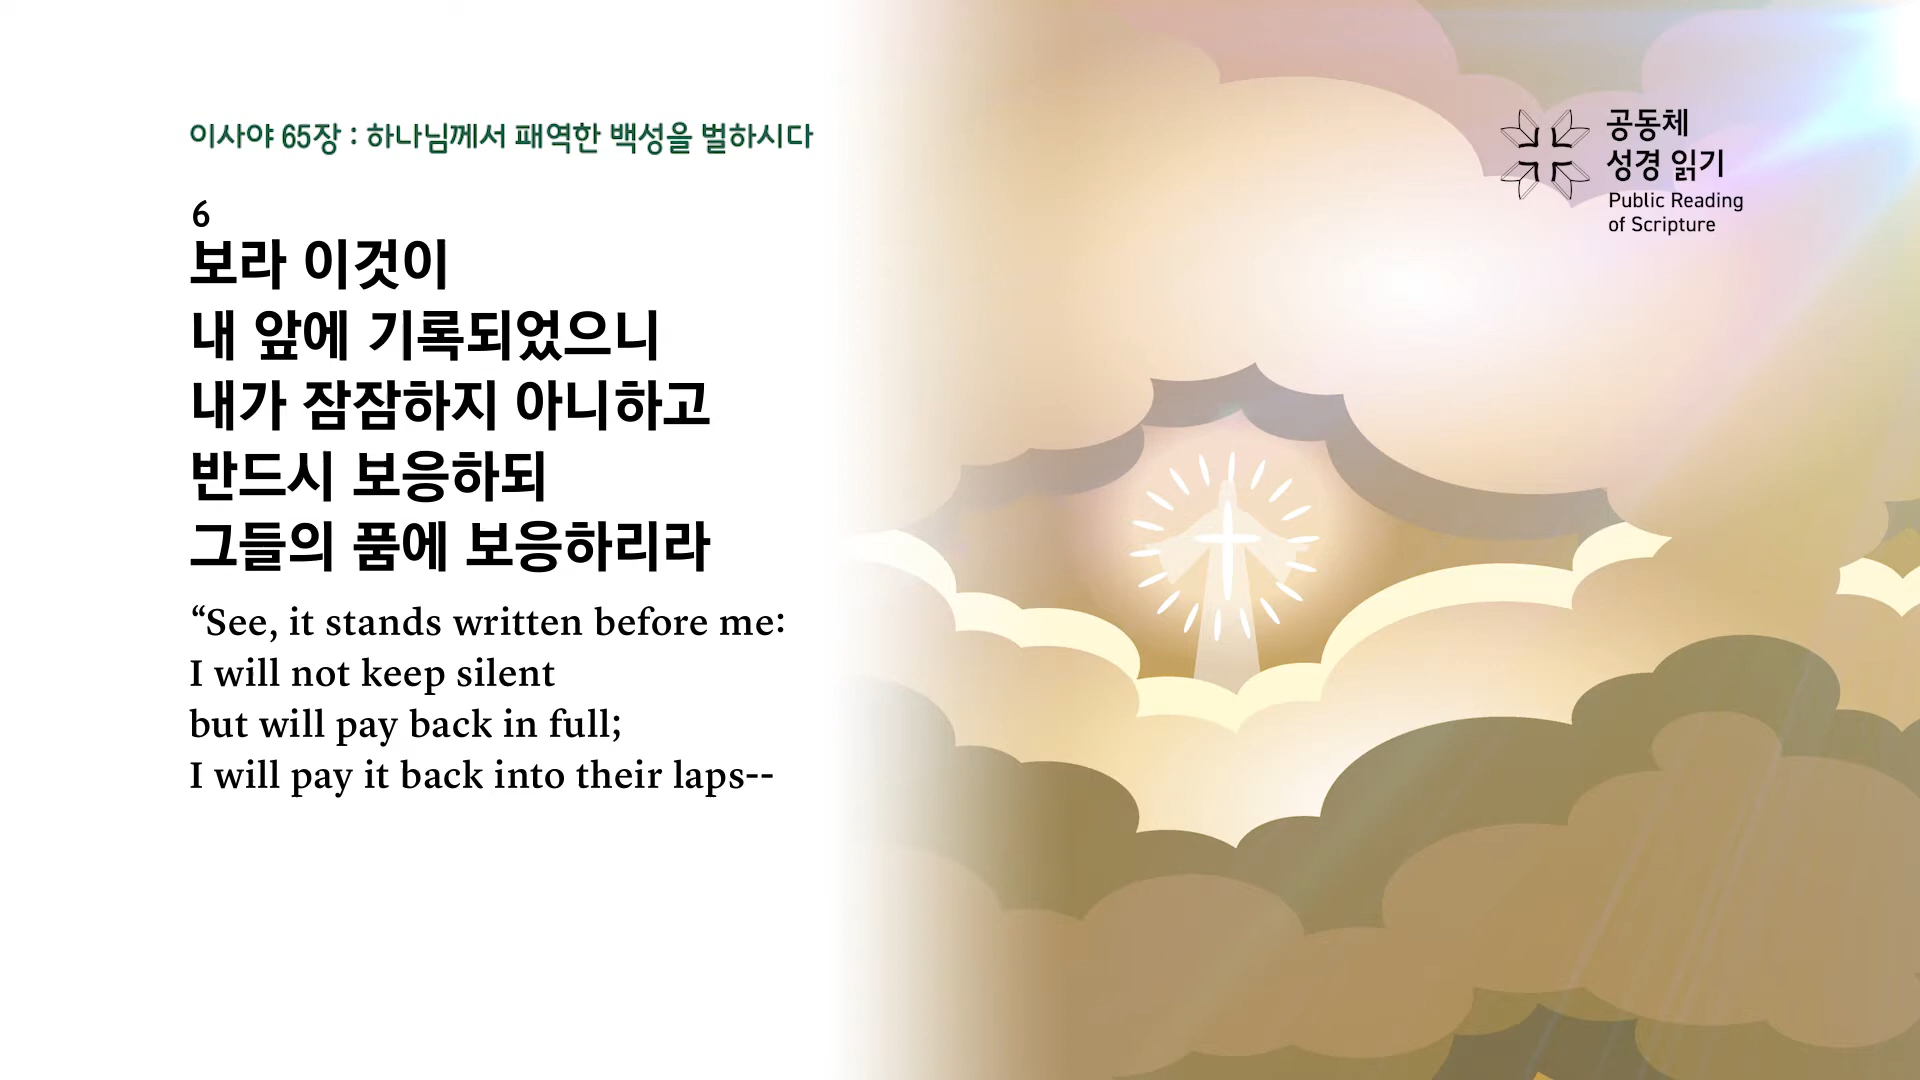 이사야 65장 : 하나님께서 패역한 백성을 벌하시다
6
보라 이것이
내 앞에 기록되었으니
내가 잠잠하지 아니하고
반드시 보응하되
그들의 품에 보응하리라
“See, it stands written before me:
I will not keep silent
but will pay back in full;
I will pay it back into their laps--
공동체
성경 읽기
Public Reading
of Scripture